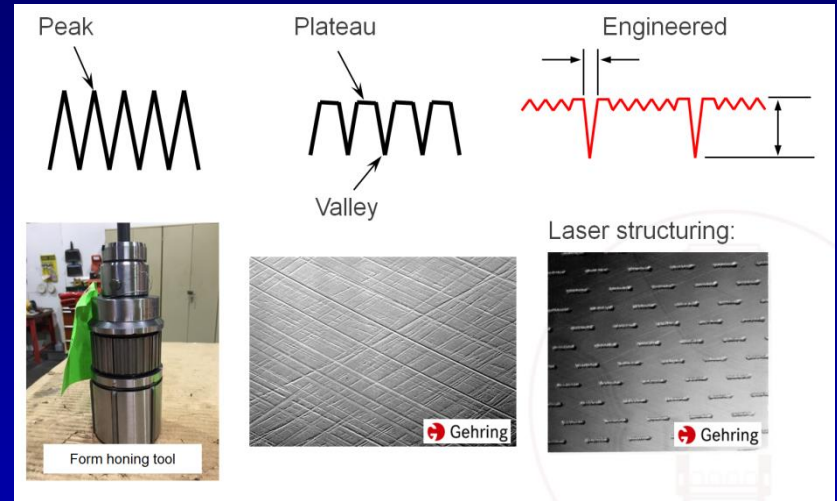 Peak
Plateau
Engineered
Valley
Laser structuring:
Form honing tool
Gehring
Gehring